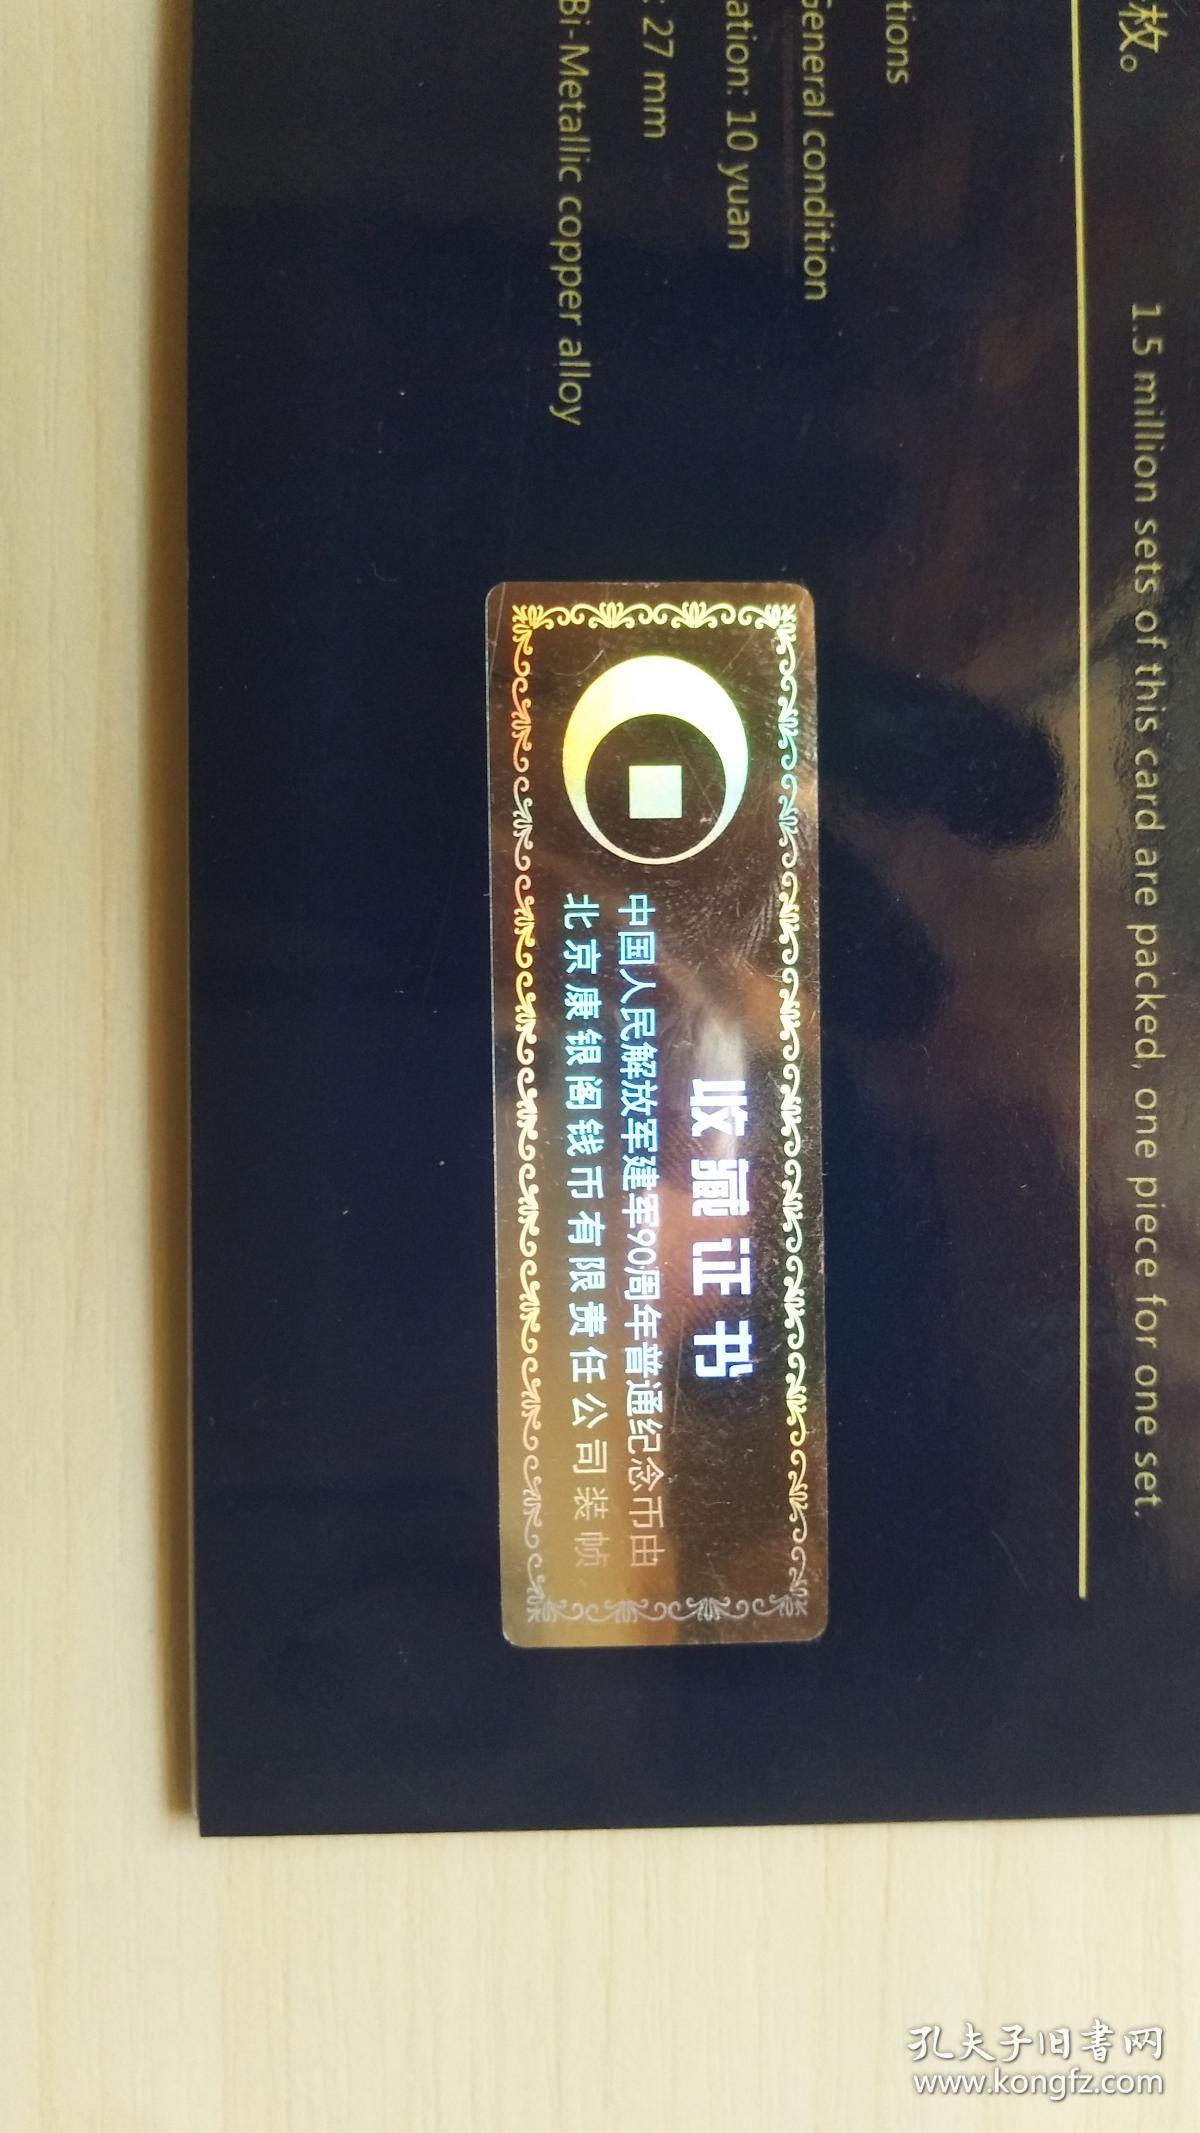 枚。
1.5 million sets of this card are packed, one piece for one set.
tions
General condition
ation: 10 yuan
: 27 mm
Bi-Metallic copper alloy
收藏证书
中国人民解放军建军90周年普通纪念币由
北京康银阁钱币有限责任公司装帧
孔夫子旧书网
www.kongfz.com